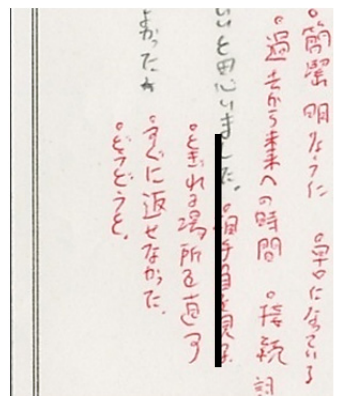 。簡潔 明りょうに 。早口になっている
。過去から未来への時間 。接続詞
いいと思いました。
。とぎれる場所を直す
。すぐに返せなかった。
。どうどうと。
よかった